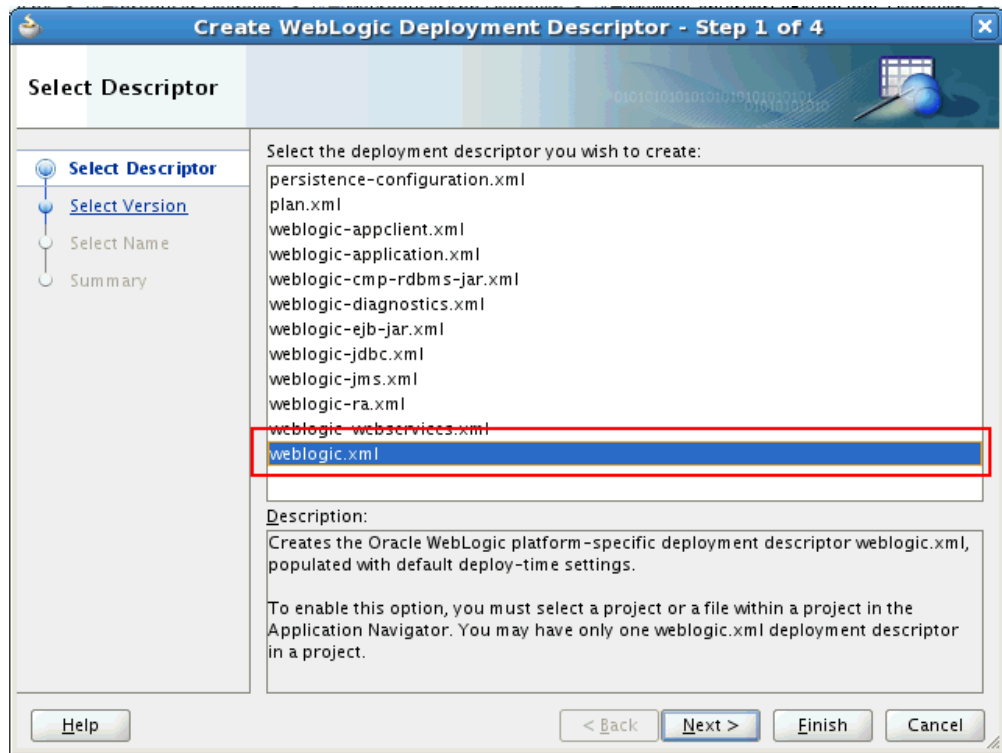 Create WebLogic Deployment Descriptor - Step 1 of 4
Select Descriptor
Select Descriptor
Select Version
Select Name
Summary
Select the deployment descriptor you wish to create:
persistence-configuration.xml
plan.xml
weblogic-appclient.xml
weblogic-application.xml
weblogic-cmp-rdbms-jar.xml
weblogic-diagnostics.xml
weblogic-ejb-jar.xml
weblogic-jdbc.xml
weblogic-jms.xml
weblogic-ra.xml
weblogic-webservices.xml
weblogic.xml
Description:
Creates the Oracle WebLogic platform-specific deployment descriptor weblogic.xml,
populated with default deploy-time settings.
To enable this option, you must select a project or a file within a project in the
Application Navigator. You may have only one weblogic.xml deployment descriptor
in a project.
Help
< Back
Next >
Finish
Cancel